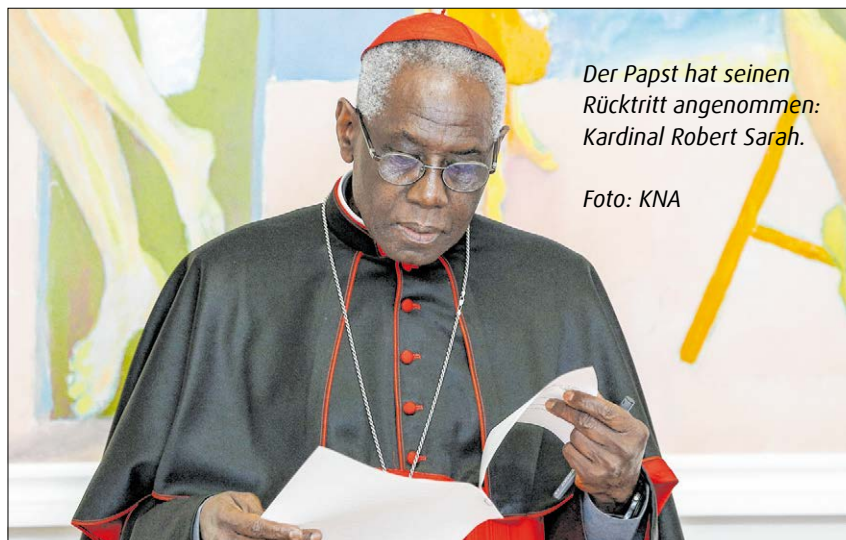 Der Papst hat seinen
Rücktritt angenommen:
Kardinal Robert Sarah.
Foto: KNA